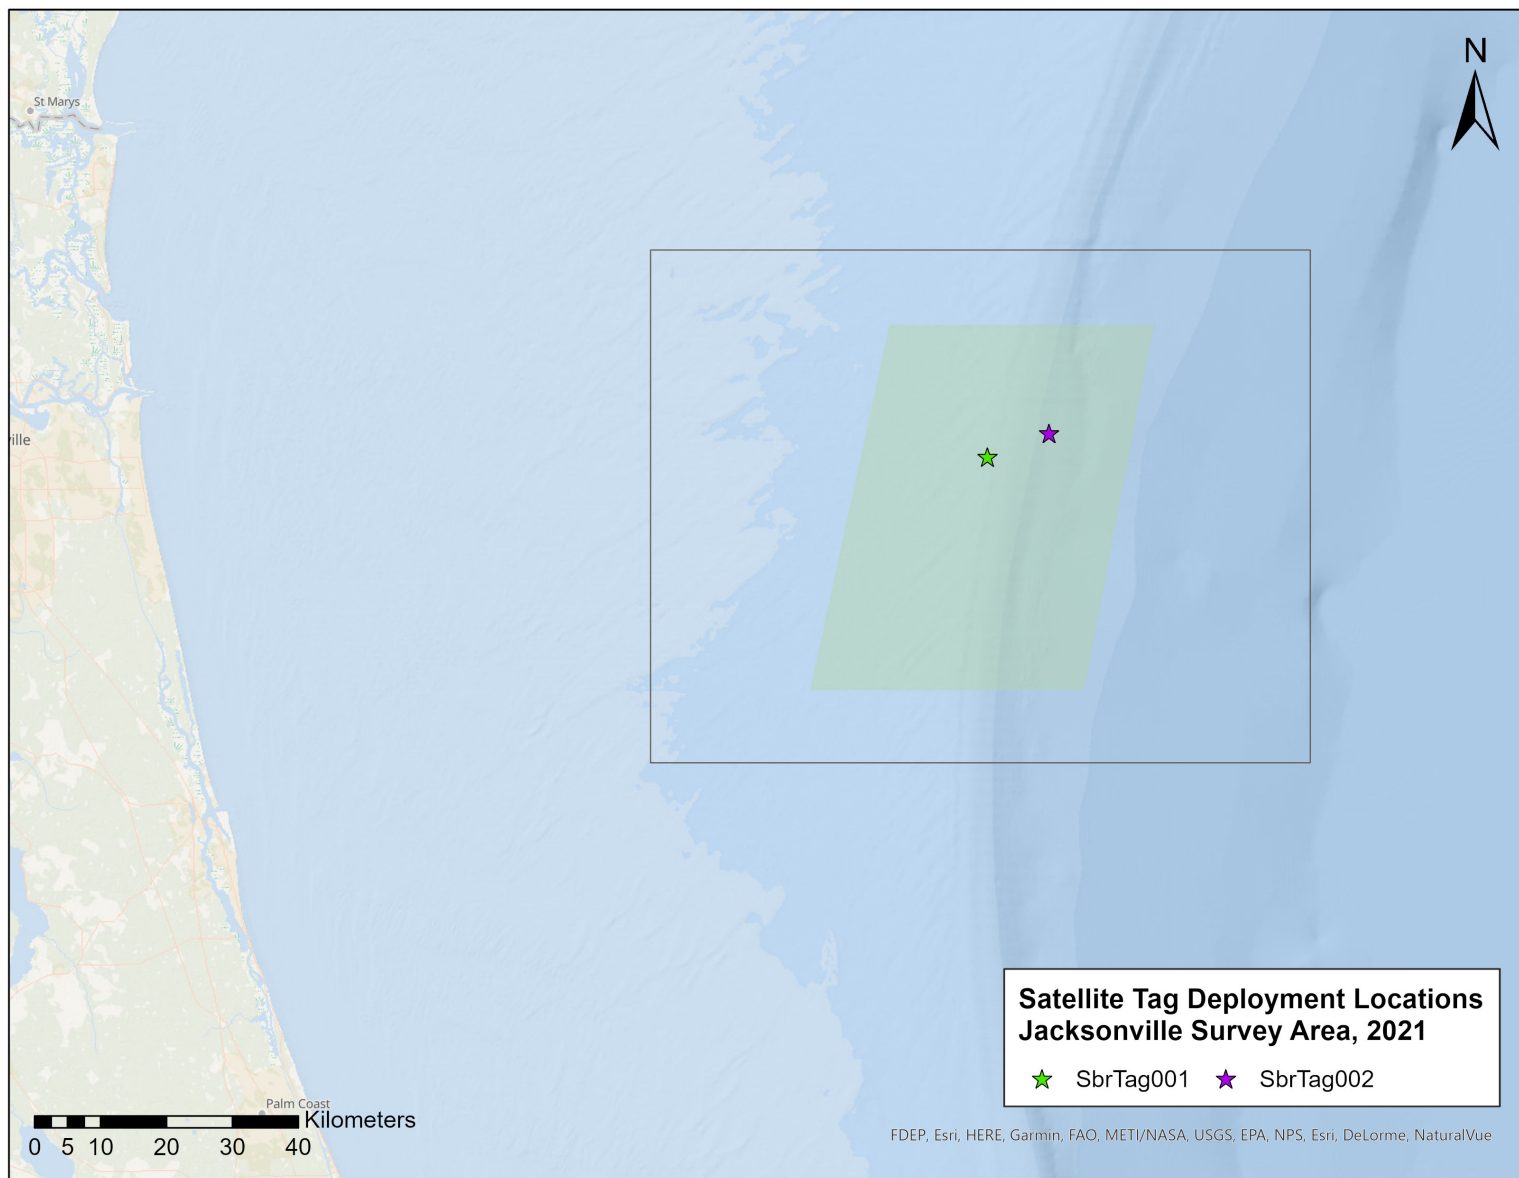 N
St Marys
ville
Satellite Tag Deployment Locations
Jacksonville Survey Area, 2021
SbrTag001 SbrTag002
Palm Coast
Kilometers
0 5 10 20 30 40
FDEP, Esri, HERE, Garmin, FAO, METI/NASA, USGS, EPA, NPS, Esri, DeLorme, NaturalVue